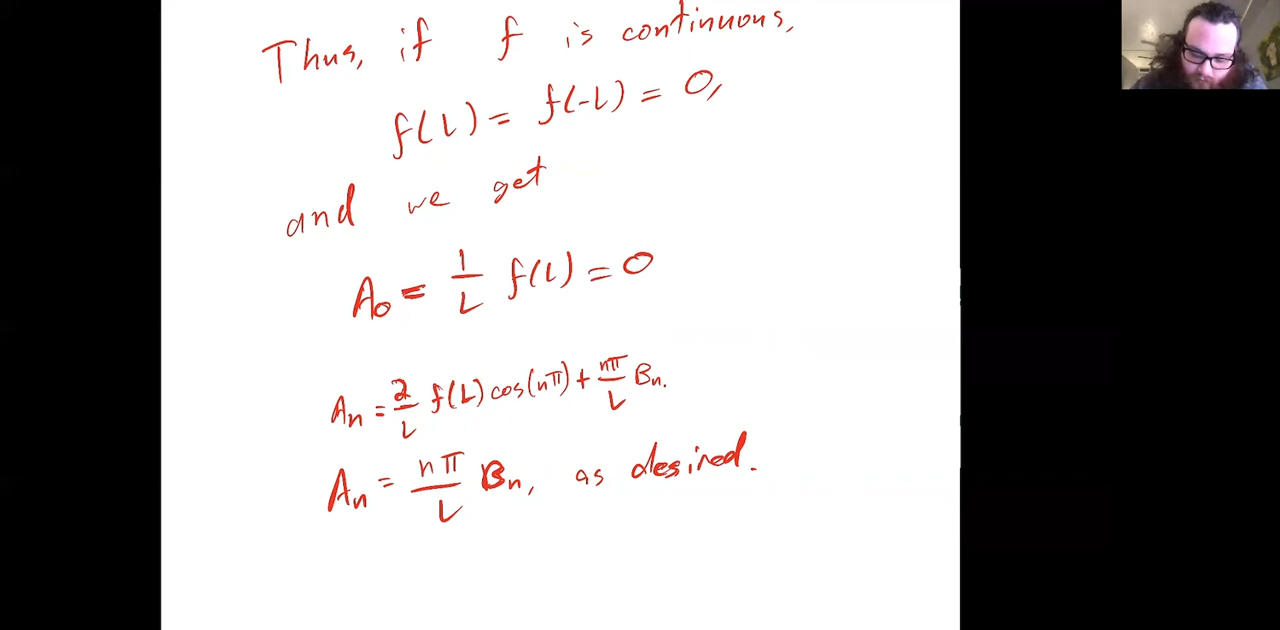 Thus, if f is continuous,
f(L) = f(-L) = 0,
and we get
A₀ = 1/L f(L) = 0
Aₙ = 2/L f(L) cos(nπ) + nπ/L Bₙ.
Aₙ = nπ/L Bₙ, as desired.